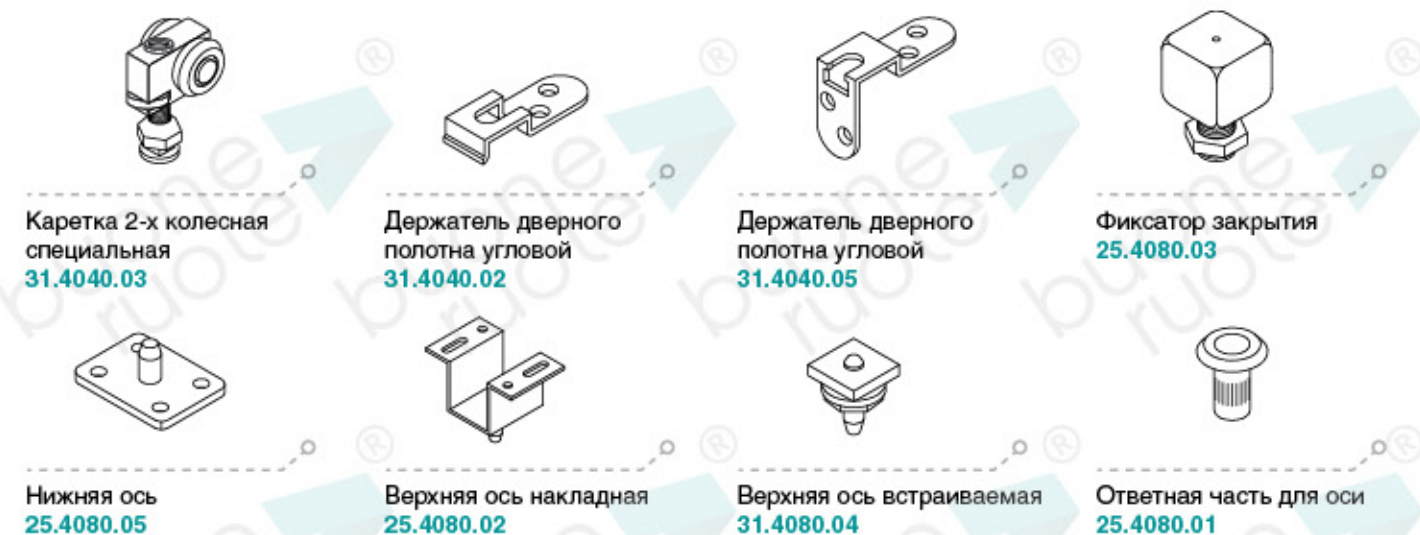 Каретка 2-х колесная
специальная
31.4040.03
Держатель дверного
полотна угловой
31.4040.02
Держатель дверного
полотна угловой
31.4040.05
Фиксатор закрытия
25.4080.03
Нижняя ось
25.4080.05
Верхняя ось накладная
25.4080.02
Верхняя ось встраиваемая
31.4080.04
Ответная часть для оси
25.4080.01